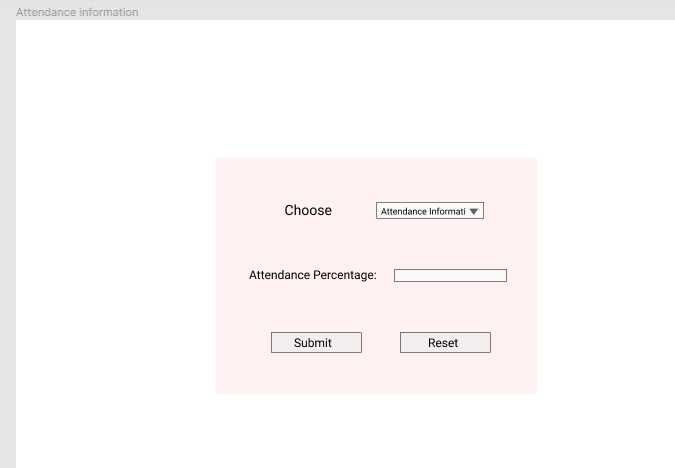 Attendance information
Choose
Attendance Informati
Attendance Percentage:
Submit
Reset